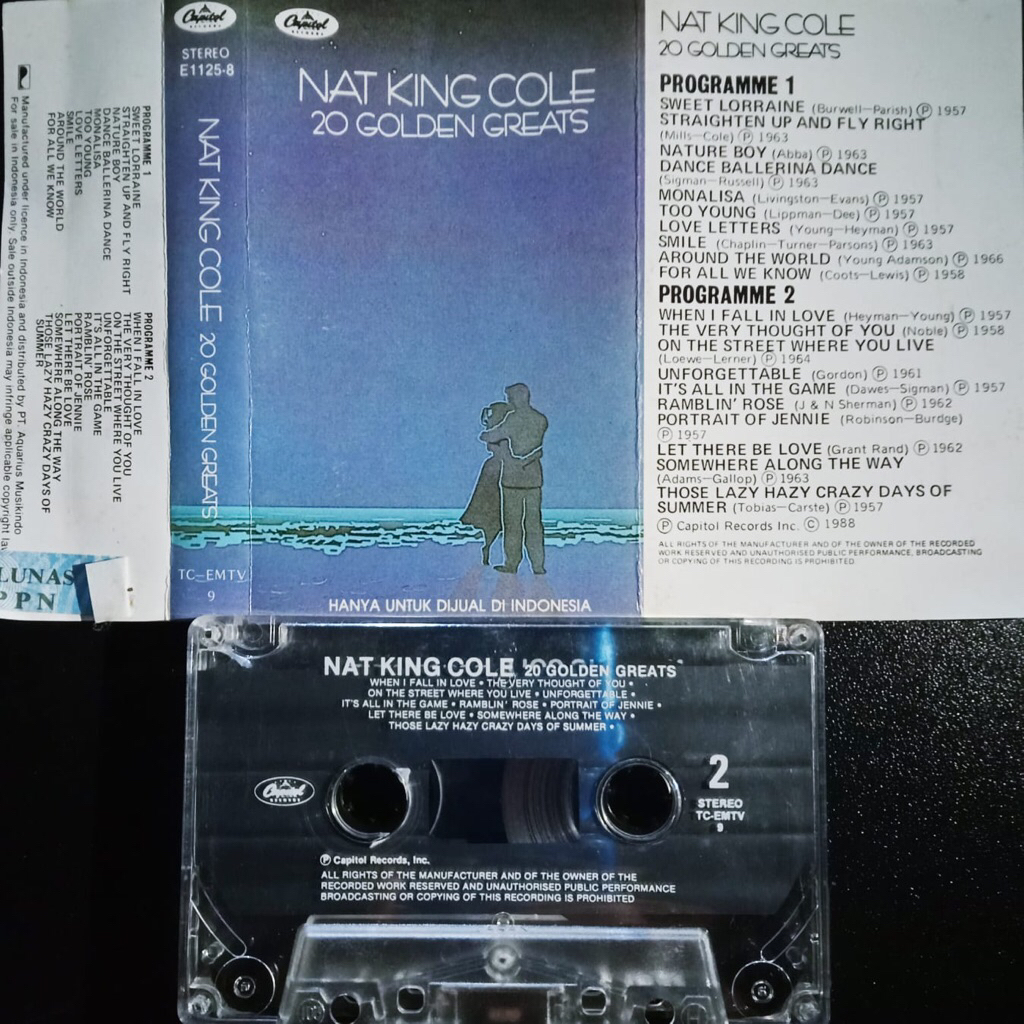 Manufactured under licence in Indonesia and distributed by PT. Aquarius Musikindo
For sale in Indonesia only. Sale outside Indonesia may infringe applicable copyright
PROGRAMME 1
SWEET LORRAINE
STRAIGHTEN UP AND FLY RIGHT
NATURE BOY
DANCE BALLERINA DANCE
MONALISA
TOO YOUNG
LOVE LETTERS
SMILE
AROUND THE WORLD
FOR ALL WE KNOW
PROGRAMME 2
WHEN I FALL IN LOVE
THE VERY THOUGHT OF YOU
ON THE STREET WHERE YOU LIVE
UNFORGETTABLE
IT'S ALL IN THE GAME
RAMBLIN' ROSE
PORTRAIT OF JENNIE
LET THERE BE LOVE
SOMEWHERE ALONG THE WAY
THOSE LAZY HAZY CRAZY DAYS OF
SUMMER
LUNAS
PPN
Capitol
RECORDS
STEREO
E1125-8
NAT KING COLE 20 GOLDEN GREATS
TC_EMTV
9
Capitol
RECORDS
NAT KING COLE
20 GOLDEN GREATS
HANYA UNTUK DIJUAL DI INDONESIA
NAT KING COLE
20 GOLDEN GREATS
PROGRAMME 1
SWEET LORRAINE (Burwell—Parish) Ⓟ 1957
STRAIGHTEN UP AND FLY RIGHT
(Mills—Cole) Ⓟ 1963
NATURE BOY (Abba) Ⓟ 1963
DANCE BALLERINA DANCE
(Sigman—Russell) Ⓟ 1963
MONALISA (Livingston—Evans) Ⓟ 1957
TOO YOUNG (Lippman—Dee) Ⓟ 1957
LOVE LETTERS (Young—Heyman) Ⓟ 1957
SMILE (Chaplin—Turner—Parsons) Ⓟ 1963
AROUND THE WORLD (Young Adamson) Ⓟ 1966
FOR ALL WE KNOW (Coots—Lewis) Ⓟ 1958
PROGRAMME 2
WHEN I FALL IN LOVE (Heyman—Young) Ⓟ 1957
THE VERY THOUGHT OF YOU (Noble) Ⓟ 1958
ON THE STREET WHERE YOU LIVE
(Loewe—Lerner) Ⓟ 1964
UNFORGETTABLE (Gordon) Ⓟ 1961
IT'S ALL IN THE GAME (Dawes—Sigman) Ⓟ 1957
RAMBLIN' ROSE (J & N Sherman) Ⓟ 1962
PORTRAIT OF JENNIE (Robinson—Burdge)
Ⓟ 1957
LET THERE BE LOVE (Grant Rand) Ⓟ 1962
SOMEWHERE ALONG THE WAY
(Adams—Gallop) Ⓟ 1963
THOSE LAZY HAZY CRAZY DAYS OF
SUMMER (Tobias—Carste) Ⓟ 1957
Ⓟ Capitol Records Inc. © 1988
ALL RIGHTS OF THE MANUFACTURER AND OF THE OWNER OF THE RECORDED
WORK RESERVED AND UNAUTHORISED PUBLIC PERFORMANCE, BROADCASTING
OR COPYING OF THIS RECORDING IS PROHIBITED.
NAT KING COLE 20 GOLDEN GREATS
WHEN I FALL IN LOVE • THE VERY THOUGHT OF YOU •
ON THE STREET WHERE YOU LIVE • UNFORGETTABLE •
IT'S ALL IN THE GAME • RAMBLIN' ROSE • PORTRAIT OF JENNIE •
LET THERE BE LOVE • SOMEWHERE ALONG THE WAY •
THOSE LAZY HAZY CRAZY DAYS OF SUMMER •
Capitol
RECORDS
2
STEREO
TC-EMTV
9
Ⓟ Capitol Records, Inc.
ALL RIGHTS OF THE MANUFACTURER AND OF THE OWNER OF THE
RECORDED WORK RESERVED AND UNAUTHORISED PUBLIC PERFORMANCE
BROADCASTING OR COPYING OF THIS RECORDING IS PROHIBITED